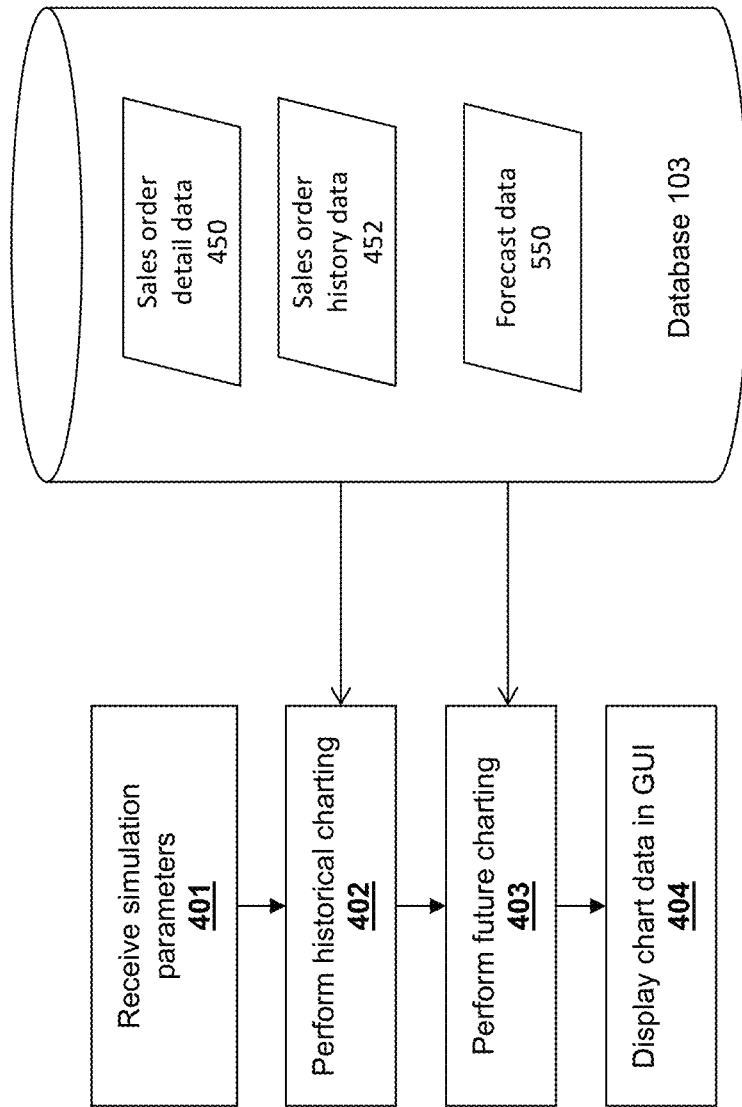 Receive simulation
parameters
401
Perform historical charting
402
Perform future charting
403
Display chart data in GUI
404
Sales order
detail data
450
Sales order
history data
452
Forecast data
550
Database 103